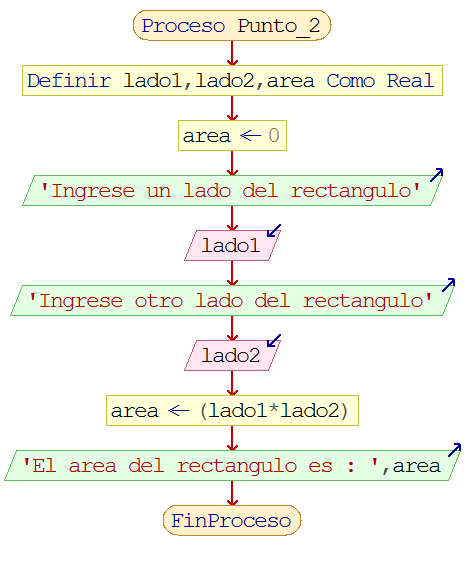 Proceso Punto_2
Definir lado1,lado2,area Como Real
area ← 0
'Ingrese un lado del rectangulo'
lado1
'Ingrese otro lado del rectangulo'
lado2
area ← (lado1*lado2)
'El area del rectangulo es : ',area
FinProceso